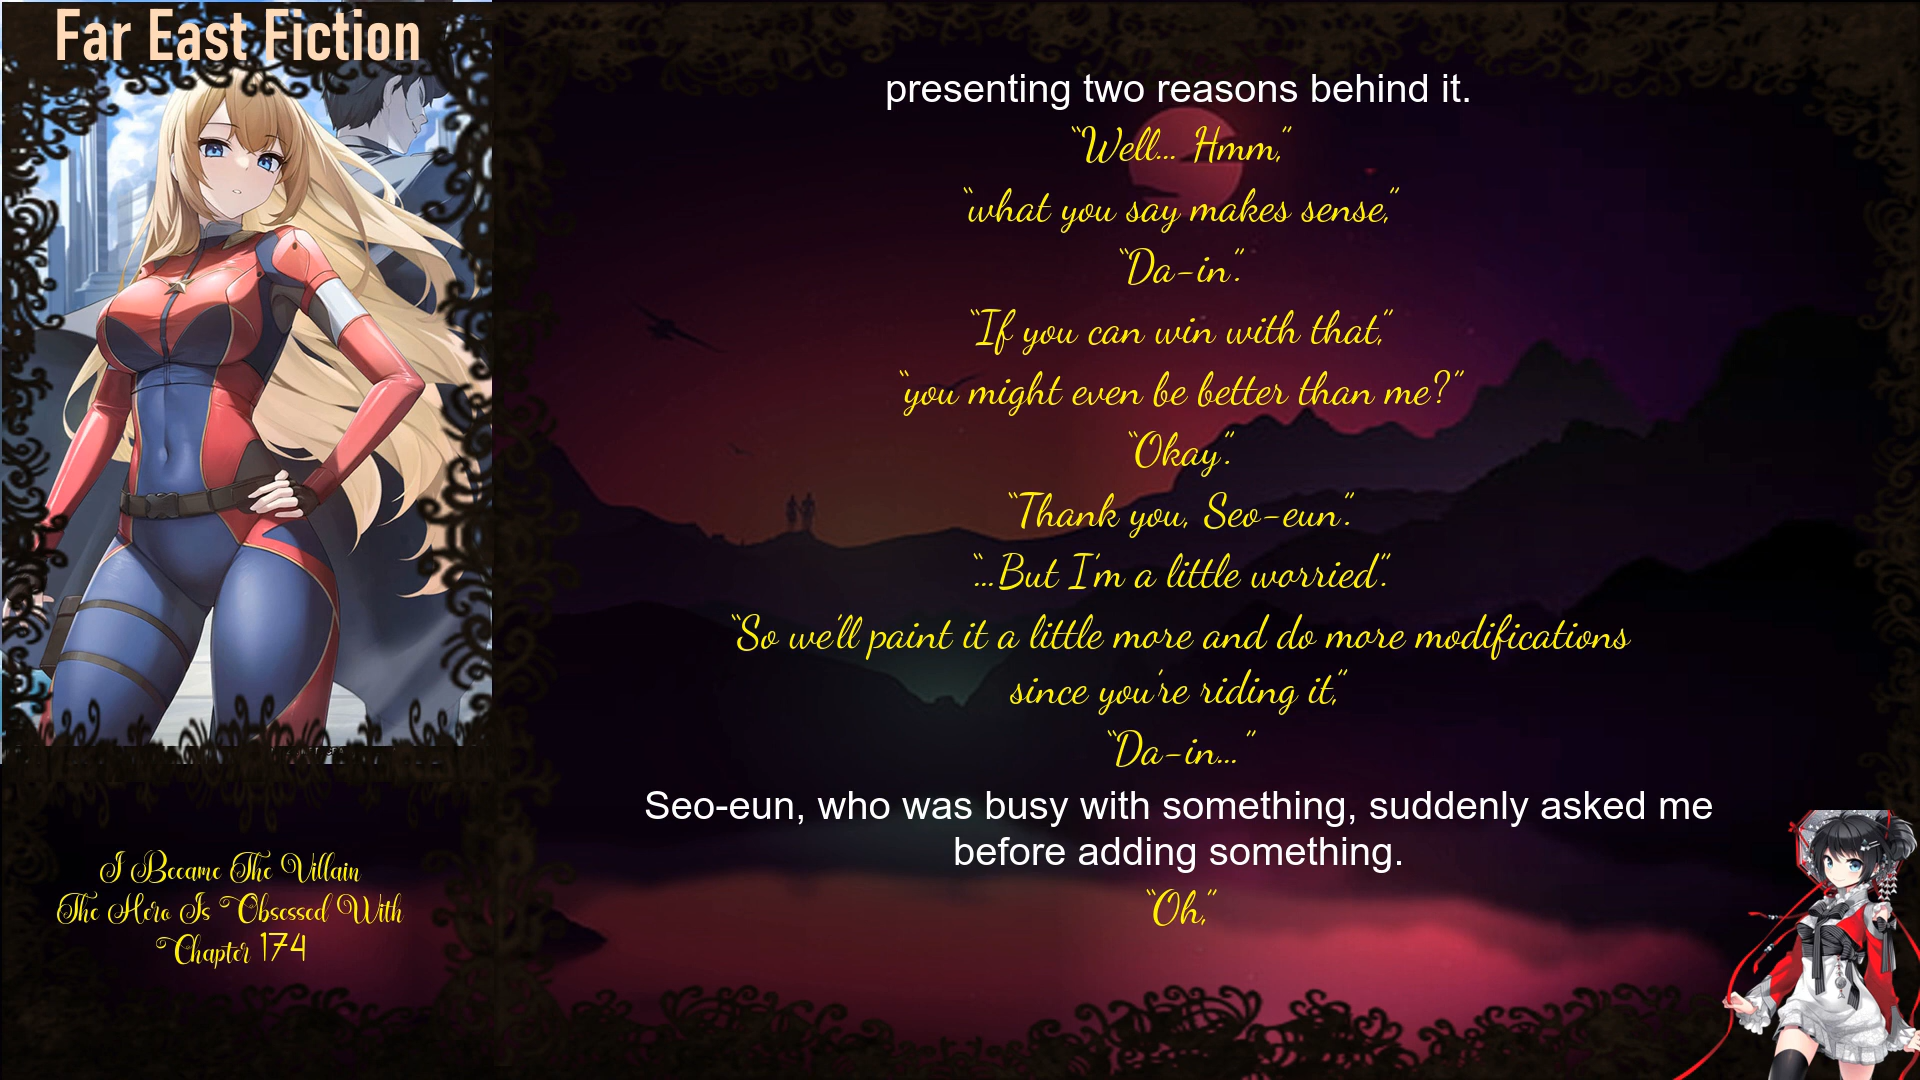 Far East Fiction
presenting two reasons behind it.
“Well... Hmm,”
“what you say makes sense,”
“Da-in”.
“If you can win with that,”
“you might even be better than me?”
“Okay”.
“Thank you, Seo-eun”.
“...But I'm a little worried”.
“So we'll paint it a little more and do more modifications
since you're riding it,”
“Da-in...”
Seo-eun, who was busy with something, suddenly asked me
before adding something.
“Oh,”
I Became The Villain
The Hero Is Obsessed With
Chapter 174